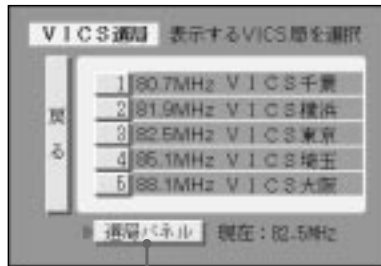 VICS選局 表示するVICS局を選択
戻る
1 80.7MHz VICS千葉
2 81.9MHz VICS横浜
3 82.5MHz VICS東京
4 85.1MHz VICS埼玉
5 88.1MHz VICS大阪
選局パネル 現在:82.5MHz